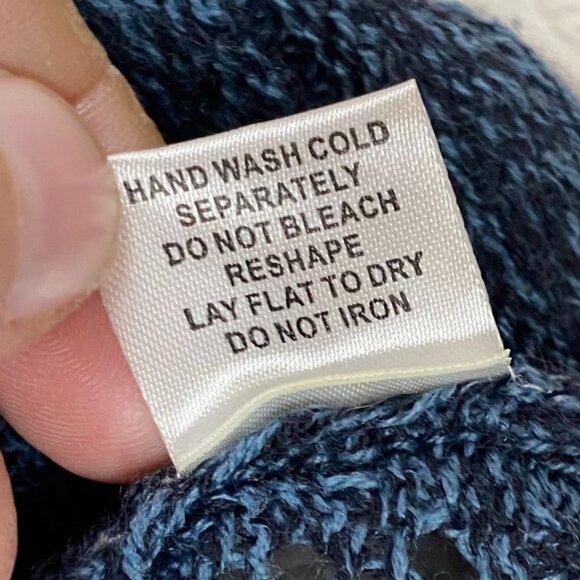 HAND WASH COLD
SEPARATELY
DO NOT BLEACH
RESHAPE
LAY FLAT TO DRY
DO NOT IRON